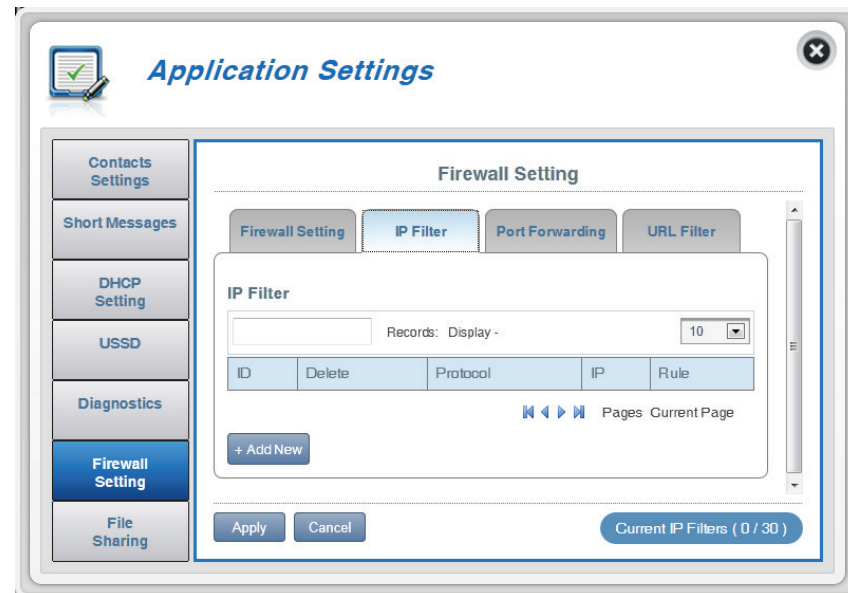 Application Settings
Contacts
Settings
Short Messages
DHCP
Setting
USSD
Diagnostics
Firewall
Setting
File
Sharing
Firewall Setting
Firewall Setting IP Filter Port Forwarding URL Filter
IP Filter
Records: Display - 10
ID Delete Protocol IP Rule
Pages Current Page
+ Add New
Apply Cancel Current IP Filters ( 0 / 30 )